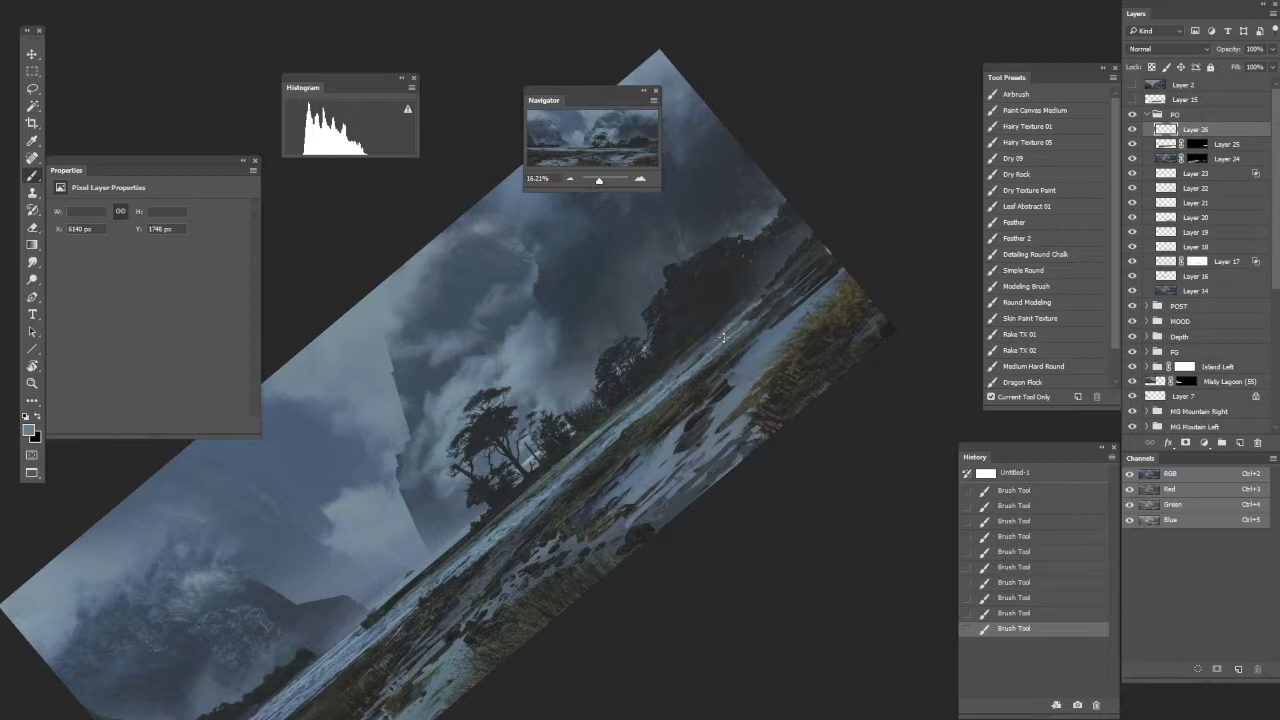 Histogram
Navigator
16.21%
Properties
Pixel Layer Properties
W:
H:
X: 6140 px
Y: 1748 px
Tool Presets
Airbrush
Paint Canvas Medium
Hairy Texture 01
Hairy Texture 05
Dry 09
Dry Rock
Dry Texture Paint
Leaf Abstract 01
Feather
Feather 2
Detailing Round Chalk
Simple Round
Modeling Brush
Round Modeling
Skin Paint Texture
Rake TX 01
Rake TX 02
Medium Hard Round
Dragon Flock
Current Tool Only
History
Untitled-1
Brush Tool
Brush Tool
Brush Tool
Brush Tool
Brush Tool
Brush Tool
Brush Tool
Brush Tool
Brush Tool
Brush Tool
Layers
Kind
Normal
Opacity: 100%
Lock:
Fill: 100%
Layer 2
Layer 15
PO
Layer 26
Layer 25
Layer 24
Layer 23
Layer 22
Layer 21
Layer 20
Layer 19
Layer 18
Layer 17
Layer 16
Layer 14
POST
MOOD
Depth
FG
Island Left
Misty Lagoon (55)
Layer 7
MG Mountain Right
MG Moutain Left
Channels
RGB Ctrl+2
Red Ctrl+3
Green Ctrl+4
Blue Ctrl+5